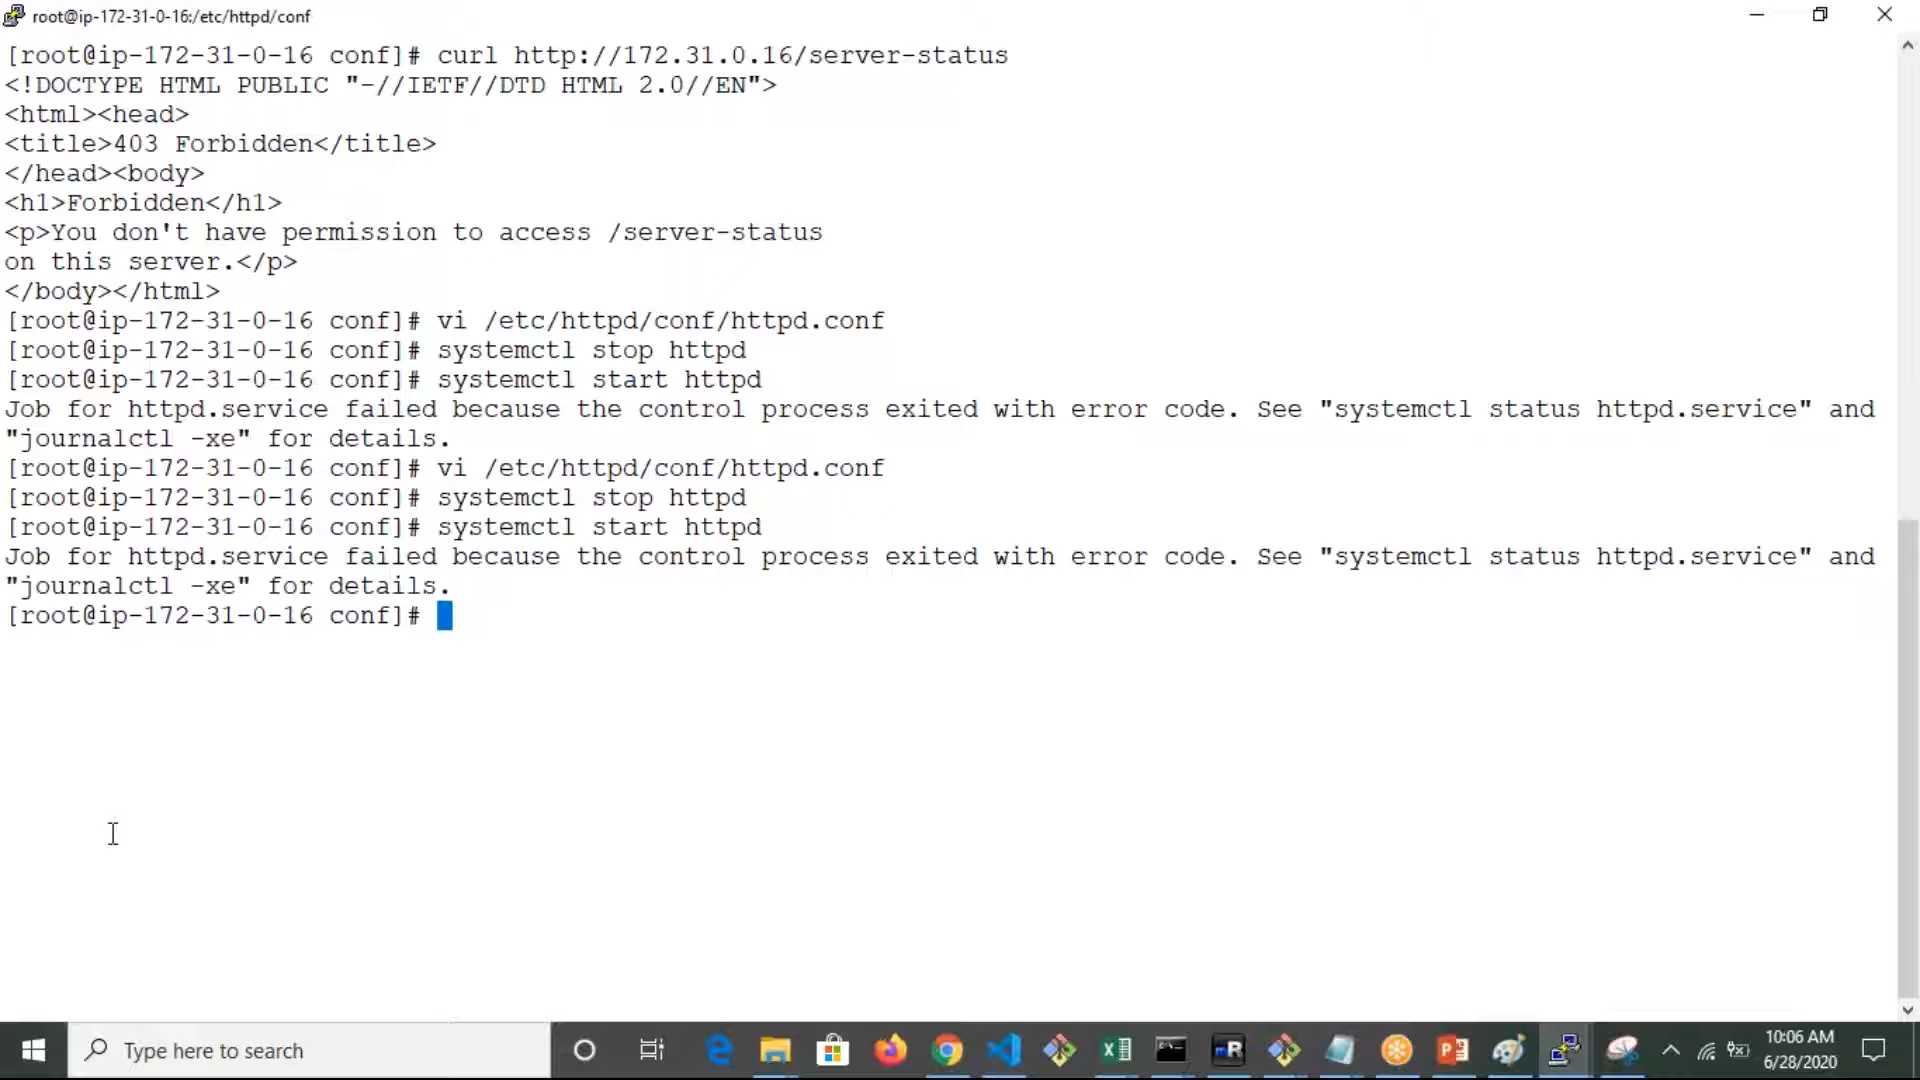 root@ip-172-31-0-16:/etc/httpd/conf
[root@ip-172-31-0-16 conf]# curl http://172.31.0.16/server-status
<!DOCTYPE HTML PUBLIC "-//IETF//DTD HTML 2.0//EN">
<html><head>
<title>403 Forbidden</title>
</head><body>
<h1>Forbidden</h1>
<p>You don't have permission to access /server-status
on this server.</p>
</body></html>
[root@ip-172-31-0-16 conf]# vi /etc/httpd/conf/httpd.conf
[root@ip-172-31-0-16 conf]# systemctl stop httpd
[root@ip-172-31-0-16 conf]# systemctl start httpd
Job for httpd.service failed because the control process exited with error code. See "systemctl status httpd.service" and
"journalctl -xe" for details.
[root@ip-172-31-0-16 conf]# vi /etc/httpd/conf/httpd.conf
[root@ip-172-31-0-16 conf]# systemctl stop httpd
[root@ip-172-31-0-16 conf]# systemctl start httpd
Job for httpd.service failed because the control process exited with error code. See "systemctl status httpd.service" and
"journalctl -xe" for details.
[root@ip-172-31-0-16 conf]#
Type here to search
10:06 AM
6/28/2020